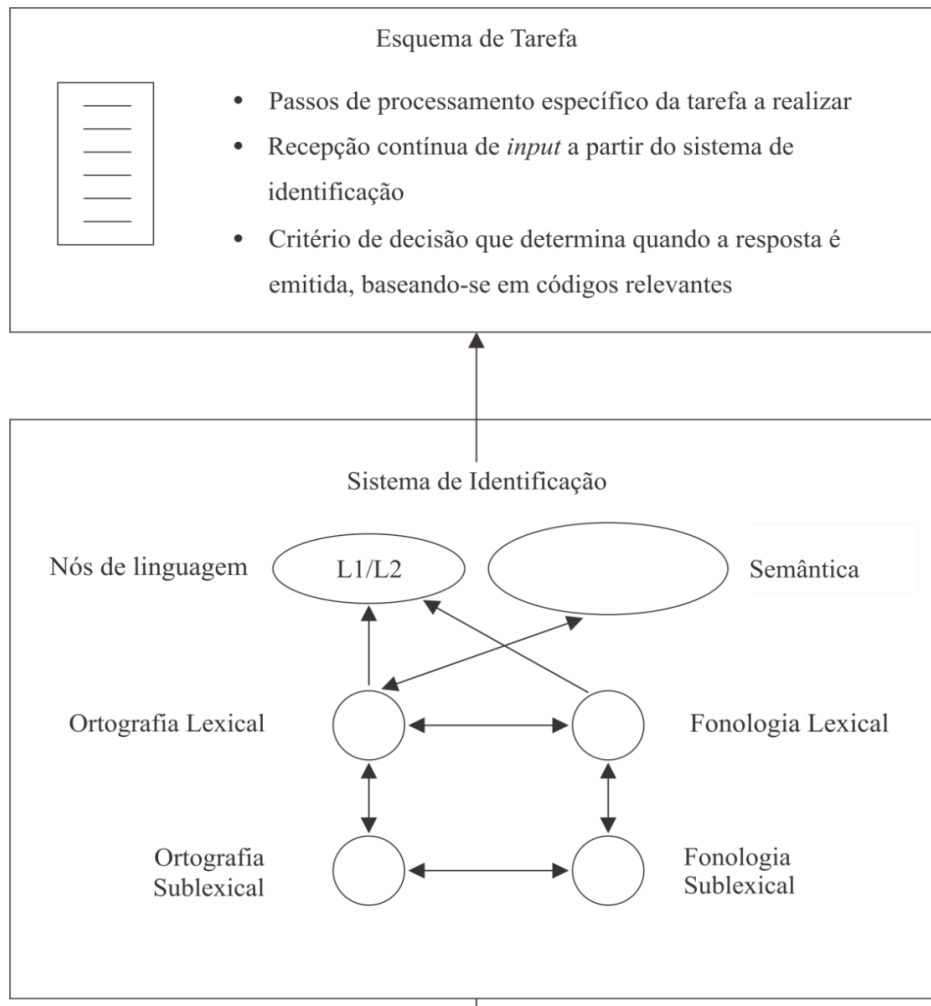 Esquema de Tarefa
• Passos de processamento específico da tarefa a realizar
• Recepção contínua de input a partir do sistema de
identificação
• Critério de decisão que determina quando a resposta é
emitida, baseando-se em códigos relevantes
Sistema de Identificação
Nós de linguagem
L1/L2
Semântica
Ortografia Lexical
Fonologia Lexical
Ortografia
Sublexical
Fonologia
Sublexical